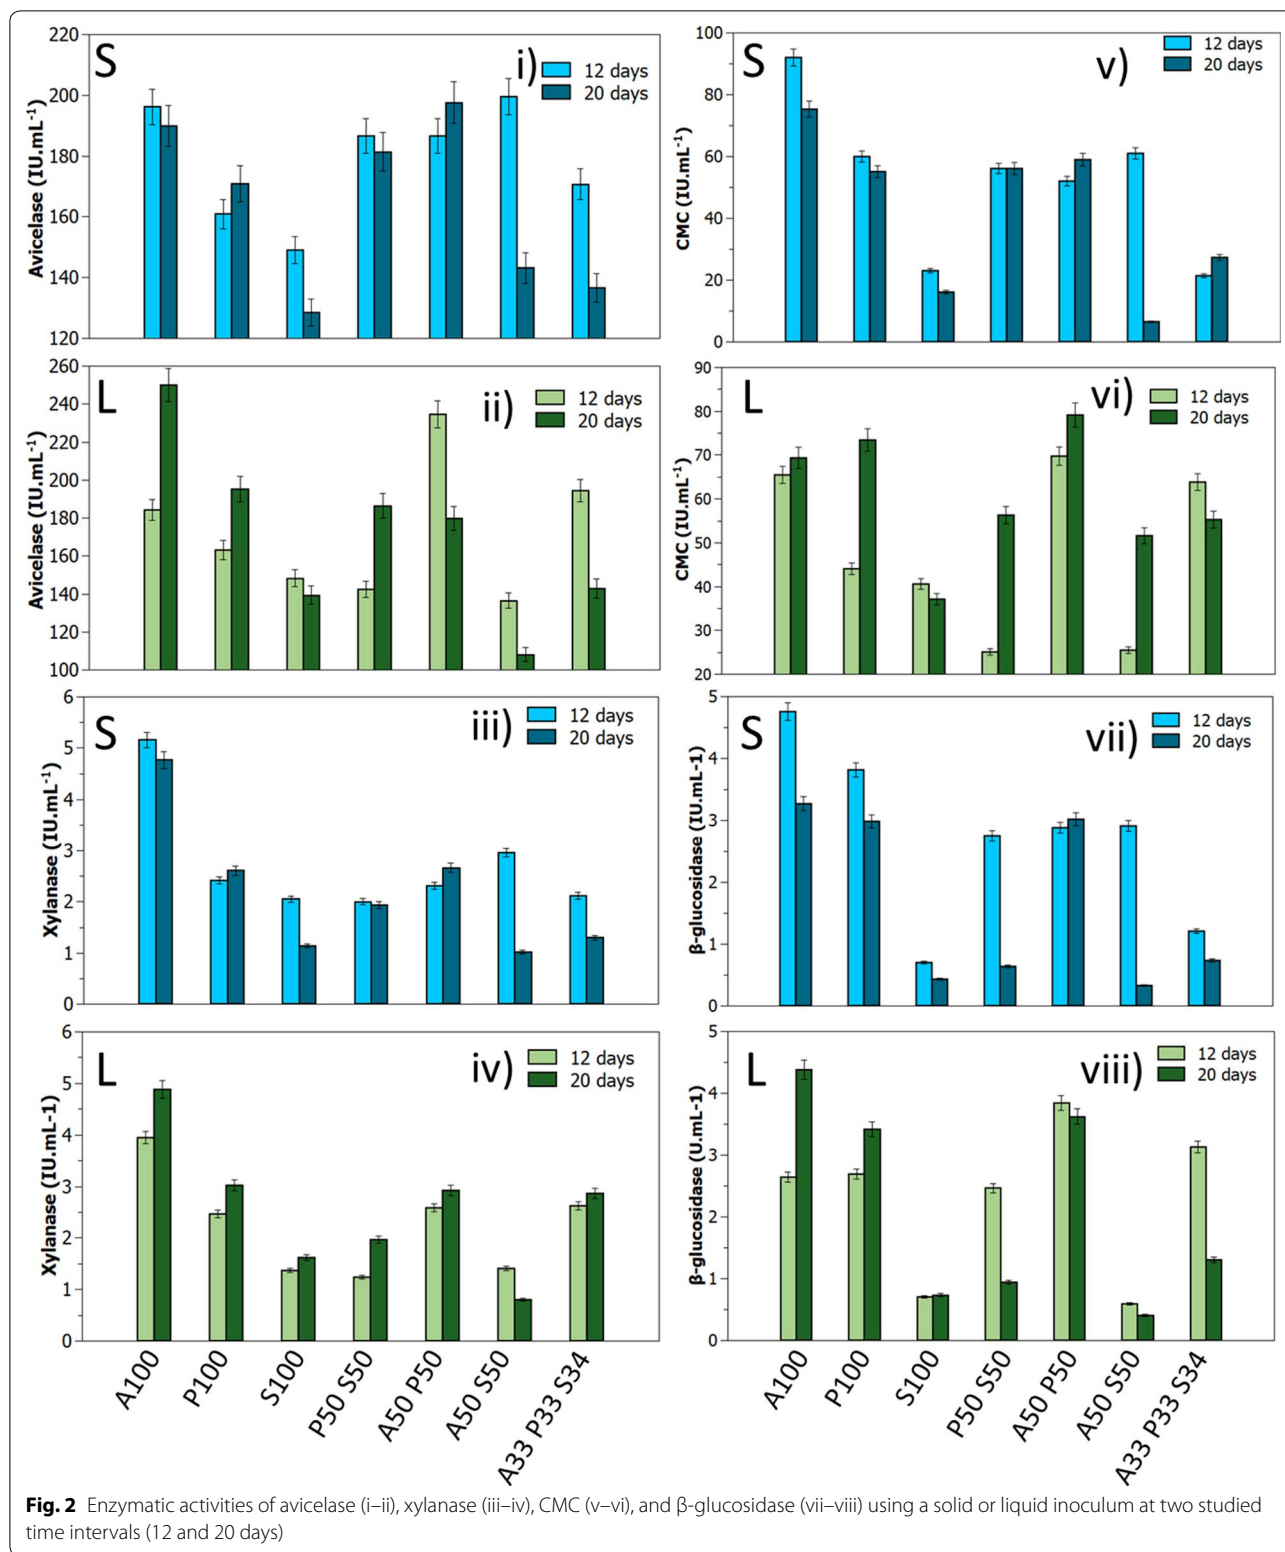 S
i)
12 days
20 days
Avicelase (IU.mL-1)
220
200
180
160
140
120
S
v)
12 days
20 days
CMC (IU.mL-1)
100
80
60
40
20
0
L
ii)
12 days
20 days
Avicelase (IU.mL-1)
260
240
220
200
180
160
140
120
100
L
vi)
12 days
20 days
CMC (IU.mL-1)
90
80
70
60
50
40
30
20
S
iii)
12 days
20 days
Xylanase (IU.mL-1)
6
5
4
3
2
1
0
S
vii)
12 days
20 days
β-glucosidase (IU.mL-1)
5
4
3
2
1
0
L
iv)
12 days
20 days
Xylanase (IU.mL-1)
6
5
4
3
2
1
0
L
viii)
12 days
20 days
β-glucosidase (U.mL-1)
5
4
3
2
1
0
A100
P100
S100
P50 S50
A50 P50
A50 S50
A33 P33 S34
A100
P100
S100
P50 S50
A50 P50
A50 S50
A33 P33 S34
Fig. 2 Enzymatic activities of avicelase (i–ii), xylanase (iii–iv), CMC (v–vi), and β-glucosidase (vii–viii) using a solid or liquid inoculum at two studied
time intervals (12 and 20 days)